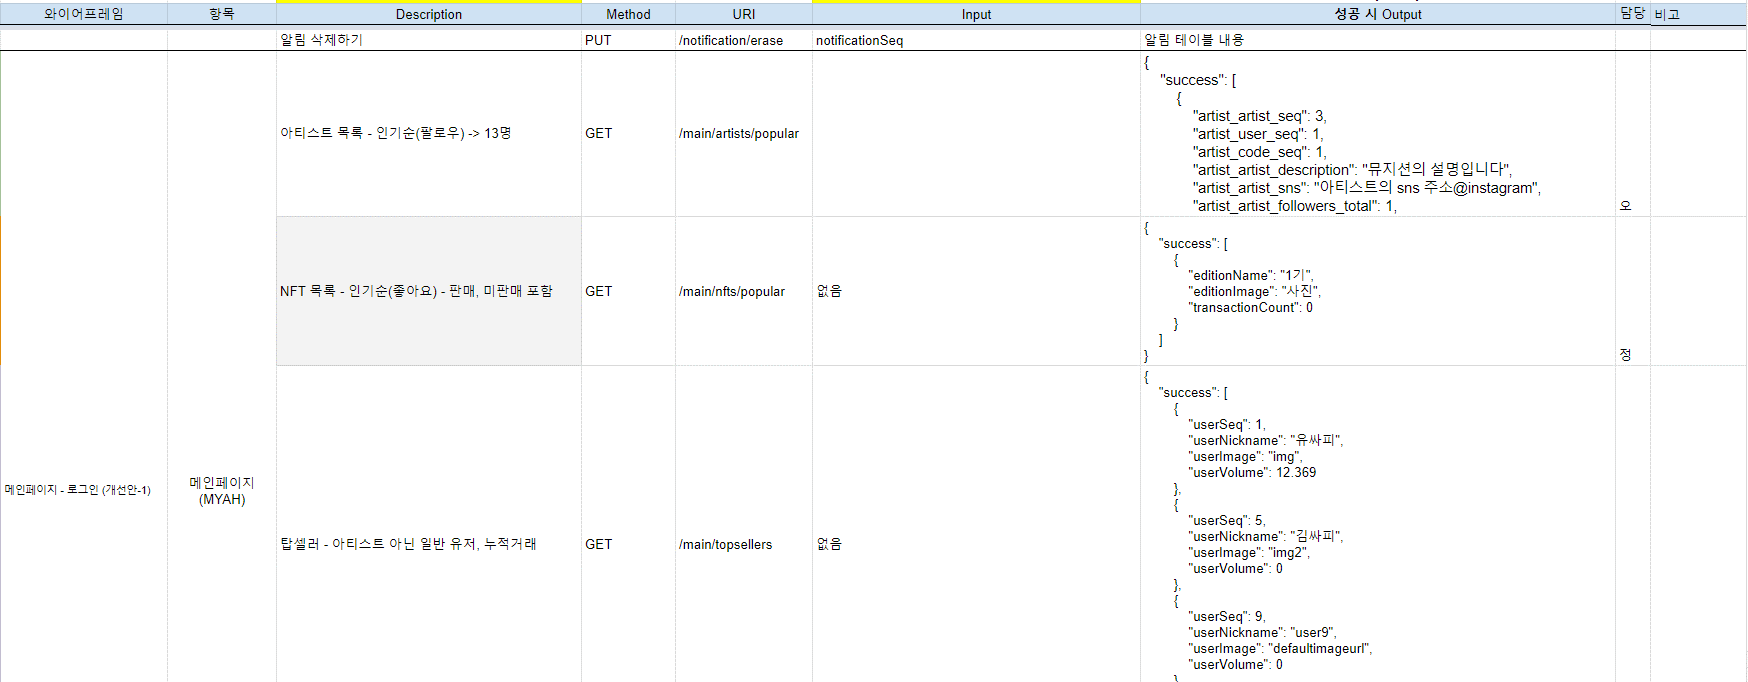 와이어프레임 항목 Description Method URI Input 성공 시 Output 담당 비고
알림 삭제하기 PUT /notification/erase notificationSeq 알림 테이블 내용
아티스트 목록 - 인기순(팔로우) -> 13명 GET /main/artists/popular
{
"success": [
{
"artist_artist_seq": 3,
"artist_user_seq": 1,
"artist_code_seq": 1,
"artist_artist_description": "뮤지션의 설명입니다",
"artist_artist_sns": "아티스트의 sns 주소@instagram",
"artist_artist_followers_total": 1,
오
NFT 목록 - 인기순(좋아요) - 판매, 미판매 포함 GET /main/nfts/popular 없음
{
"success": [
{
"editionName": "1기",
"editionImage": "사진",
"transactionCount": 0
}
]
}
정
메인페이지 - 로그인 (개선안-1)
메인페이지
(MYAH)
탑셀러 - 아티스트 아닌 일반 유저, 누적거래 GET /main/topsellers 없음
{
"success": [
{
"userSeq": 1,
"userNickname": "유싸피",
"userImage": "img",
"userVolume": 12.369
},
{
"userSeq": 5,
"userNickname": "김싸피",
"userImage": "img2",
"userVolume": 0
},
{
"userSeq": 9,
"userNickname": "user9",
"userImage": "defaultimageurl",
"userVolume": 0
}